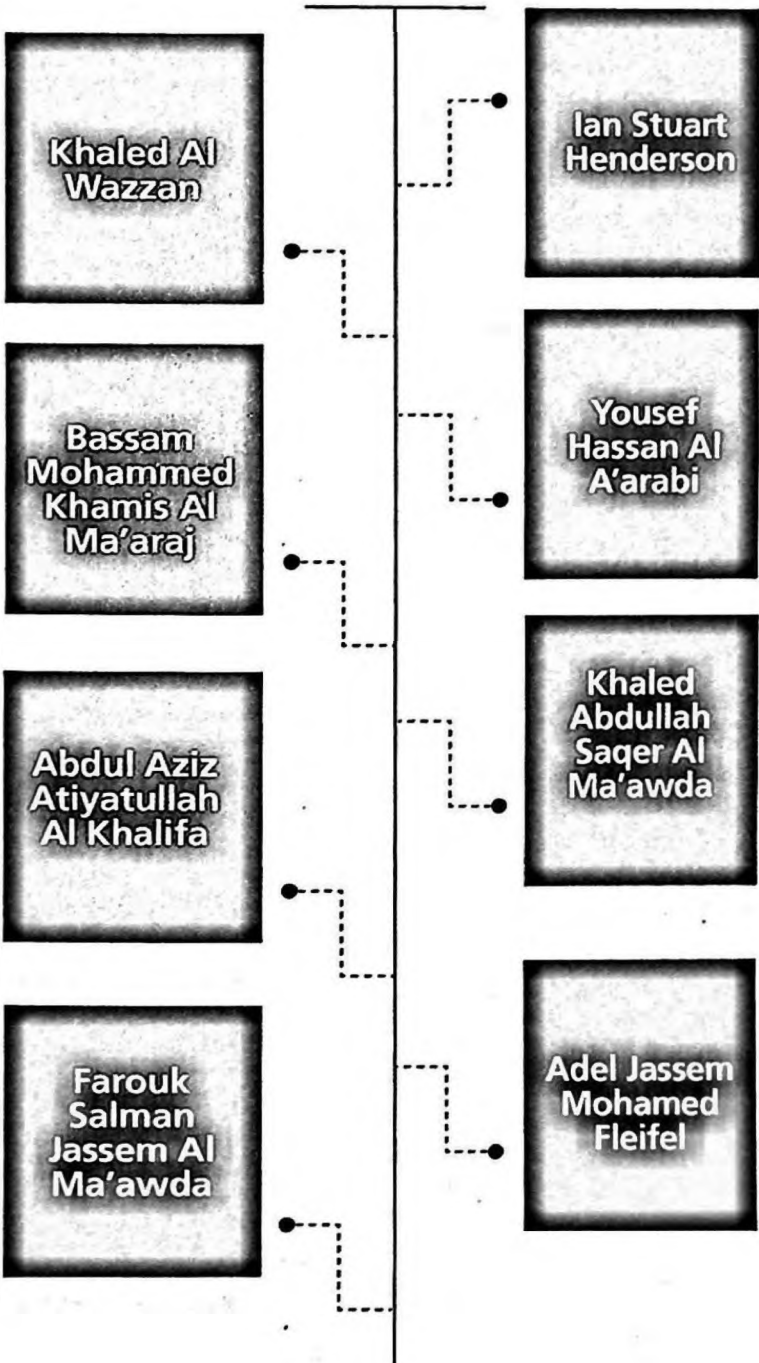 Khaled Al
Wazzan
Ian Stuart
Henderson
Bassam
Mohammed
Khamis Al
Ma'araj
Yousef
Hassan Al
A'arabi
Abdul Aziz
Atiyatullah
Al Khalifa
Khaled
Abdullah
Saqer Al
Ma'awda
Farouk
Salman
Jassem Al
Ma'awda
Adel Jassem
Mohamed
Fleifel